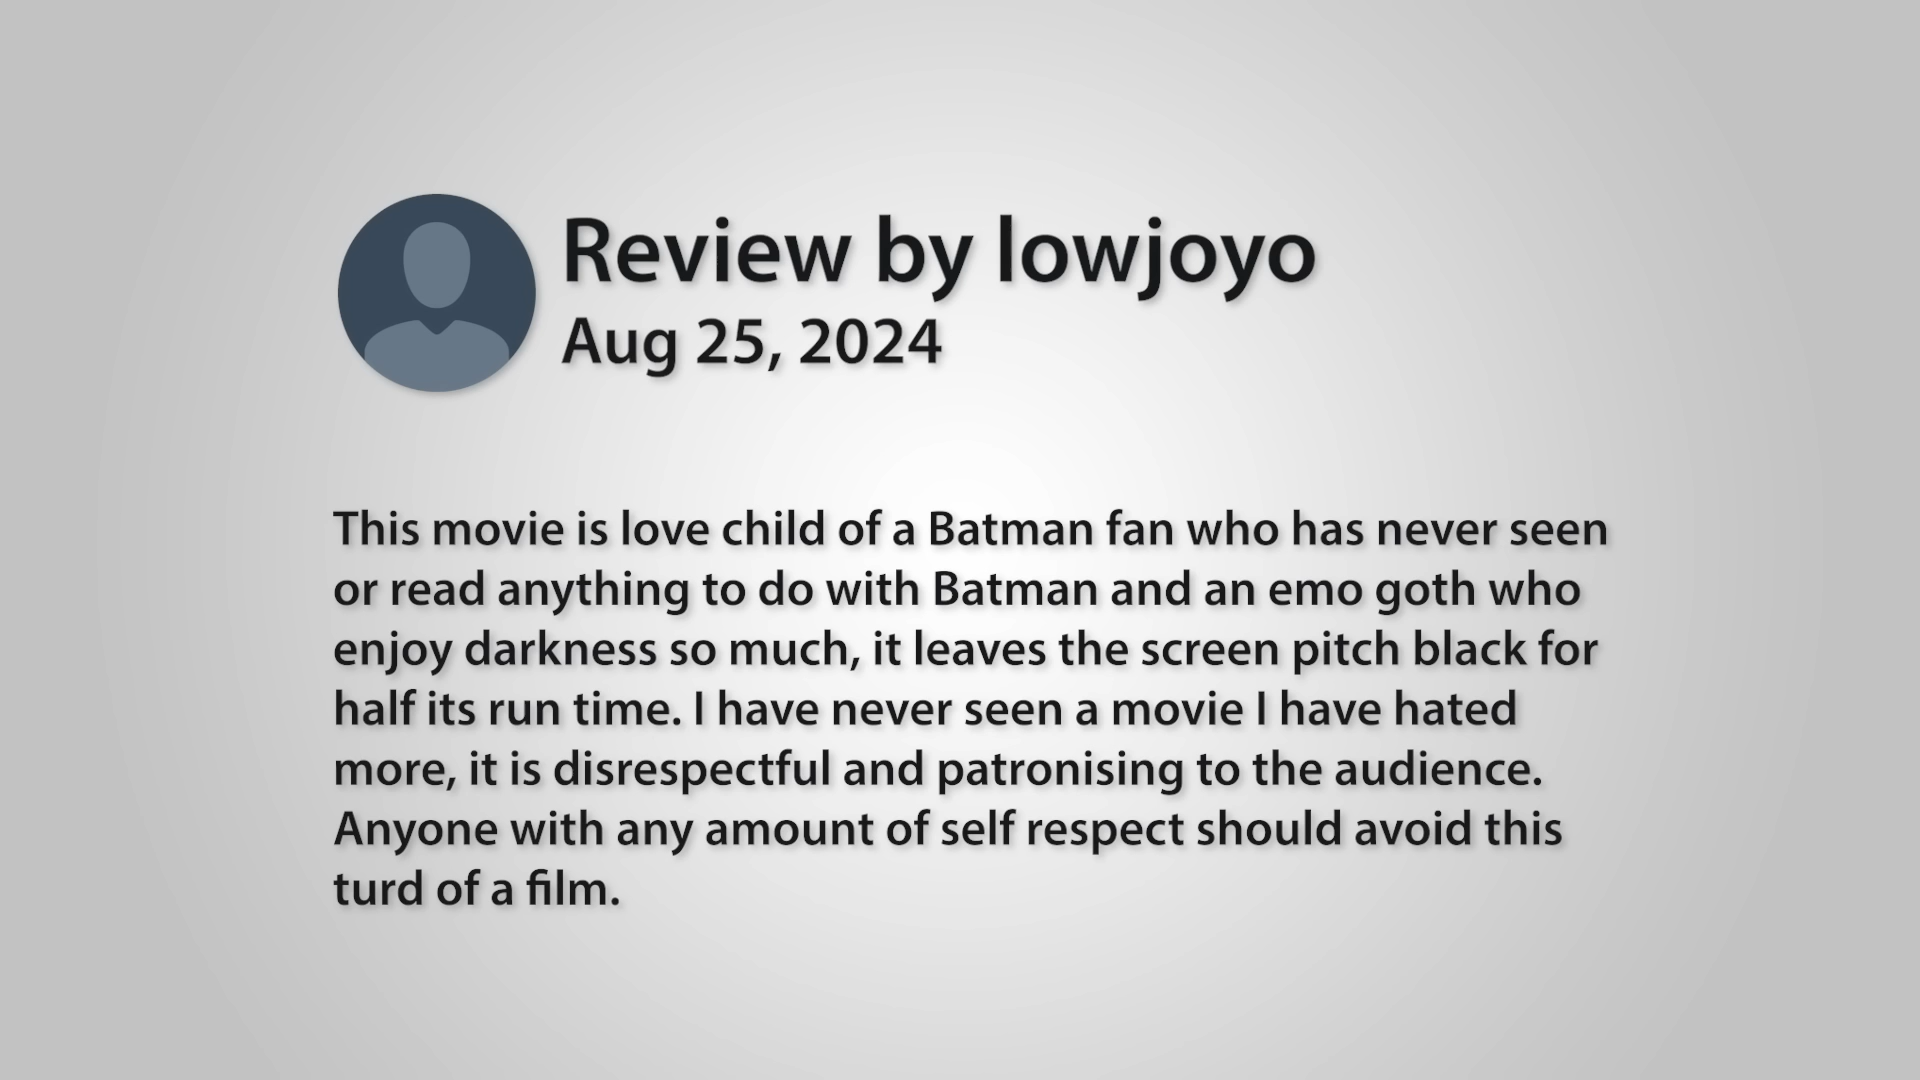 Review by lowjoyo
Aug 25, 2024
This movie is love child of a Batman fan who has never seen
or read anything to do with Batman and an emo goth who
enjoy darkness so much, it leaves the screen pitch black for
half its run time. I have never seen a movie I have hated
more, it is disrespectful and patronising to the audience.
Anyone with any amount of self respect should avoid this
turd of a film.